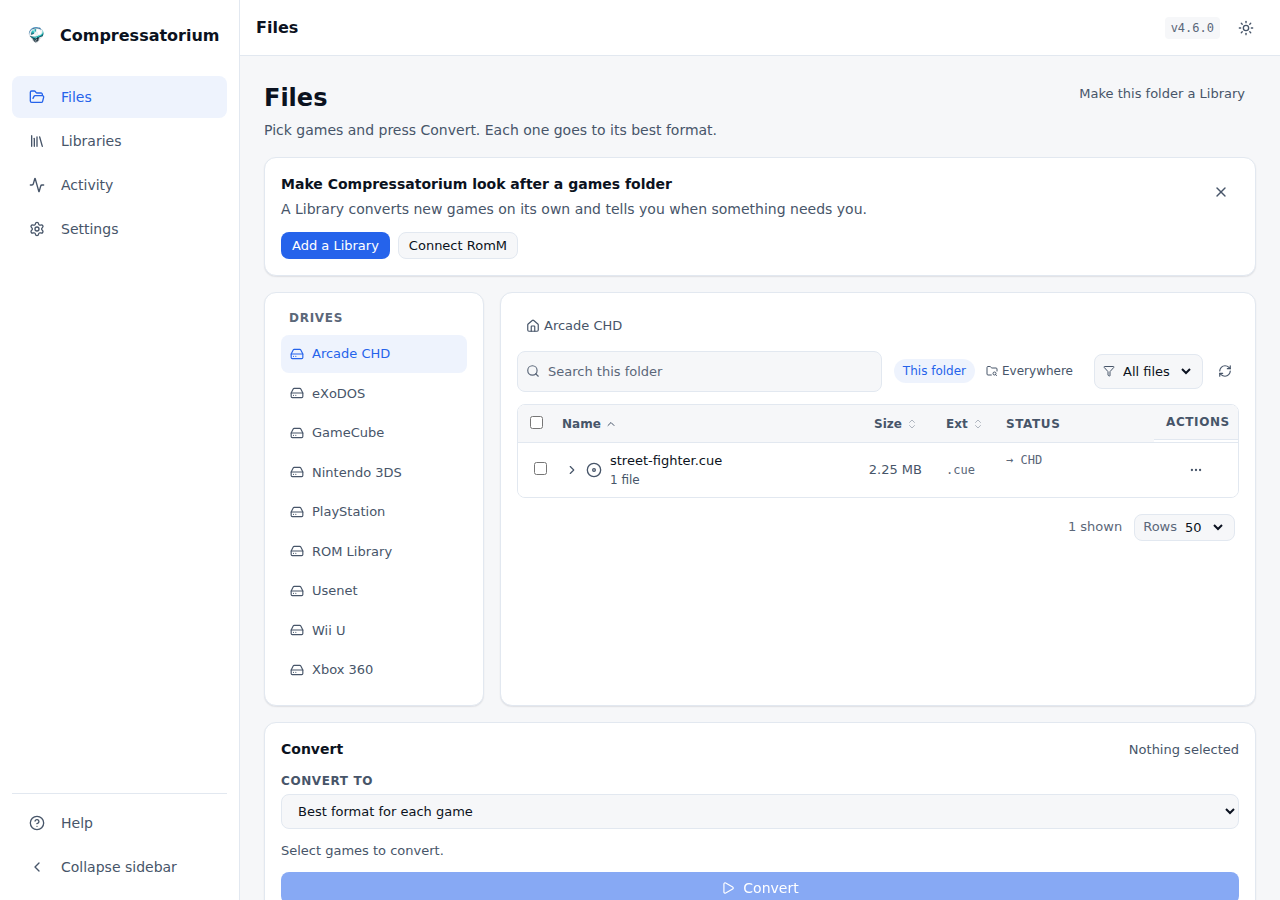 Compressatorium
Files
v4.6.0
Files
Libraries
Activity
Settings
Help
Collapse sidebar
Files
Make this folder a Library
Pick games and press Convert. Each one goes to its best format.
Make Compressatorium look after a games folder
A Library converts new games on its own and tells you when something needs you.
Add a Library
Connect RomM
DRIVES
Arcade CHD
eXoDOS
GameCube
Nintendo 3DS
PlayStation
ROM Library
Usenet
Wii U
Xbox 360
Arcade CHD
Search this folder
This folder
Everywhere
All files
Name
Size
Ext
STATUS
ACTIONS
street-fighter.cue
1 file
2.25 MB
.cue
→ CHD
1 shown
Rows 50
Convert
Nothing selected
CONVERT TO
Best format for each game
Select games to convert.
Convert